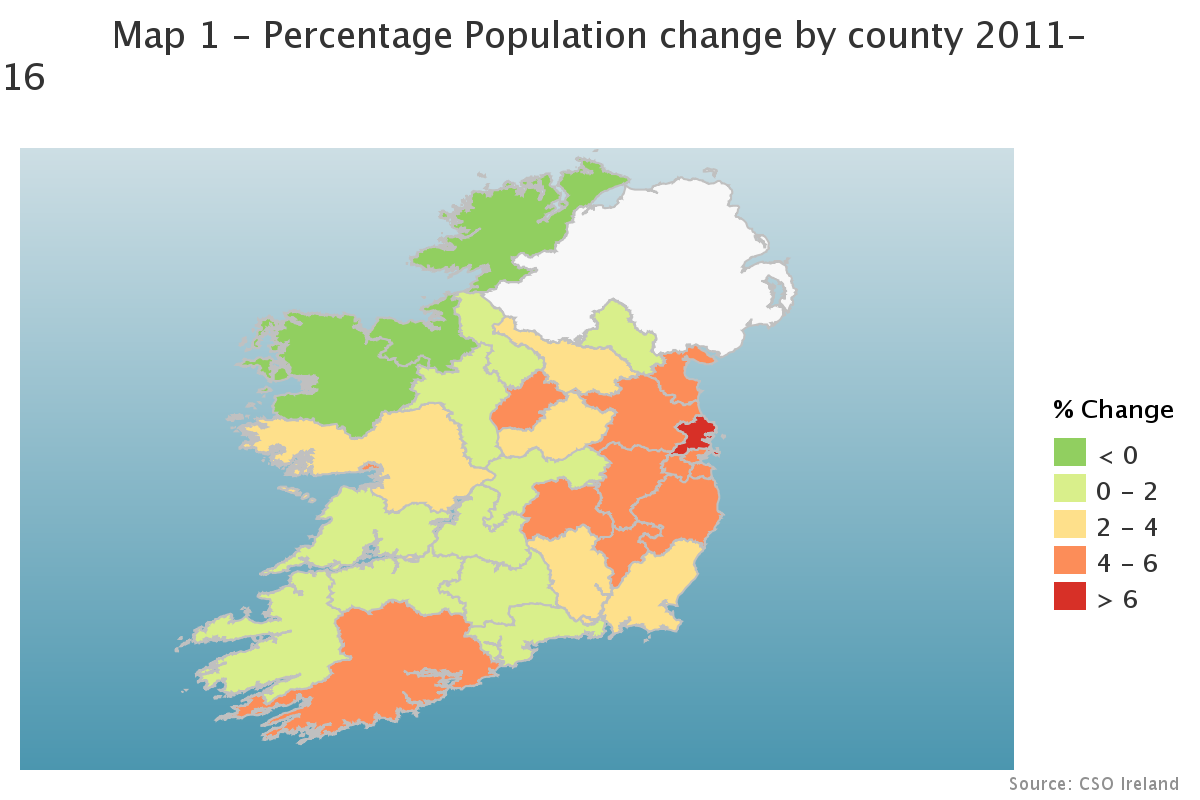 Map 1 – Percentage Population change by county 2011–
16
% Change
< 0
0 – 2
2 – 4
4 – 6
> 6
Source: CSO Ireland